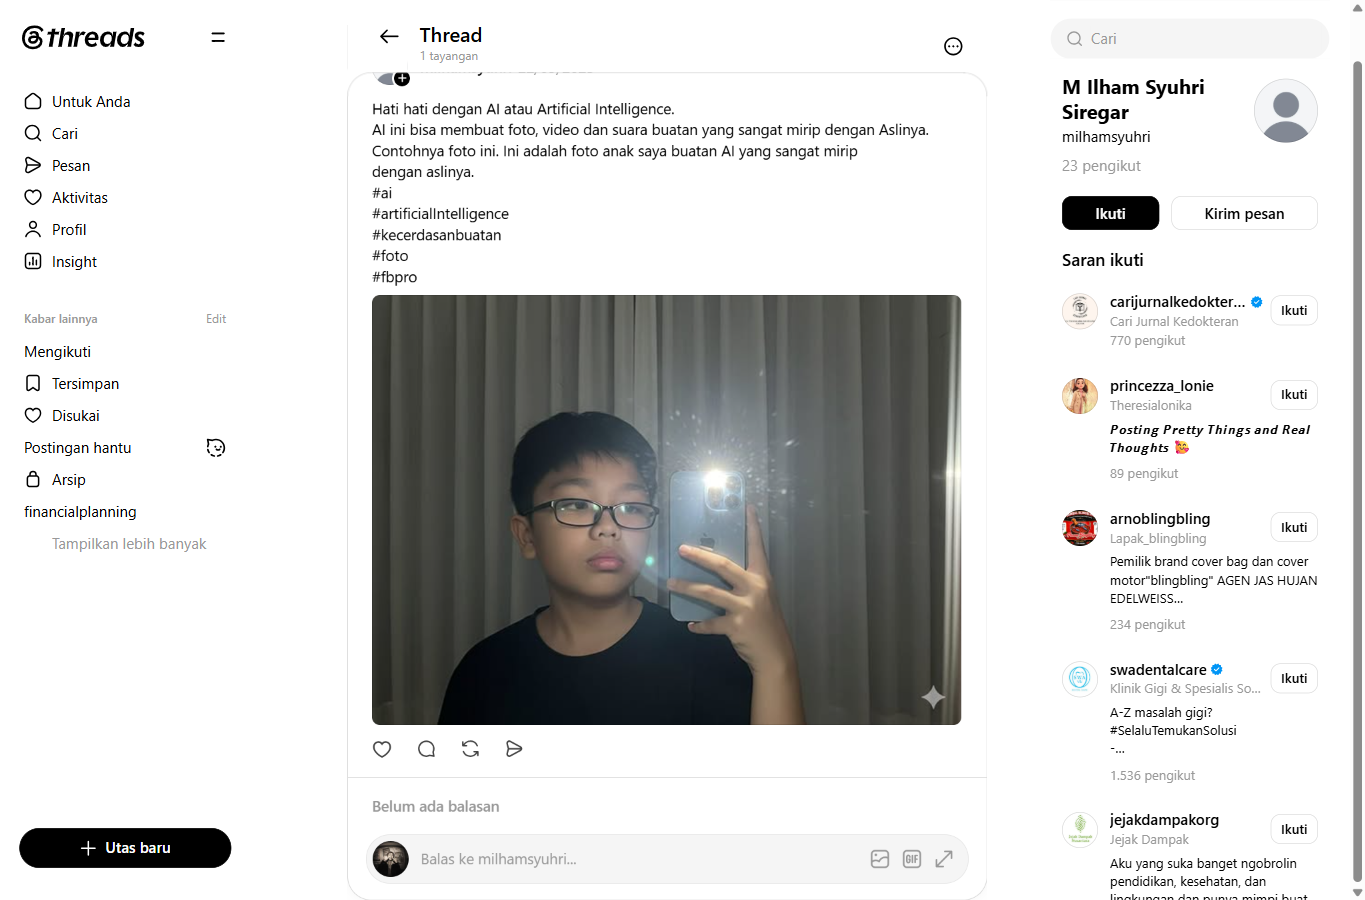 threads
Untuk Anda
Cari
Pesan
Aktivitas
Profil
Insight
Kabar lainnya
Edit
Mengikuti
Tersimpan
Disukai
Postingan hantu
Arsip
financialplanning
Tampilkan lebih banyak
Utas baru
Thread
1 tayangan
Hati hati dengan AI atau Artificial Intelligence.
AI ini bisa membuat foto, video dan suara buatan yang sangat mirip dengan Aslinya.
Contohnya foto ini. Ini adalah foto anak saya buatan AI yang sangat mirip
dengan aslinya.
#ai
#artificialIntelligence
#kecerdasanbuatan
#foto
#fbpro
Belum ada balasan
Balas ke milhamsyuhri...
GIF
Cari
M Ilham Syuhri
Siregar
milhamsyuhri
23 pengikut
Ikuti
Kirim pesan
Saran ikuti
carijurnalkedokter...
Ikuti
Cari Jurnal Kedokteran
770 pengikut
princezza_lonie
Ikuti
Theresialonika
Posting Pretty Things and Real
Thoughts 🥰
89 pengikut
arnoblingbling
Ikuti
Lapak_blingbling
Pemilik brand cover bag dan cover
motor"blingbling" AGEN JAS HUJAN
EDELWEISS...
234 pengikut
swadentalcare
Ikuti
Klinik Gigi & Spesialis So...
A-Z masalah gigi?
#SelaluTemukanSolusi
-...
1.536 pengikut
jejakdampakorg
Ikuti
Jejak Dampak
Aku yang suka banget ngobrolin
pendidikan, kesehatan, dan
lingkungan dan punya mimpi buat